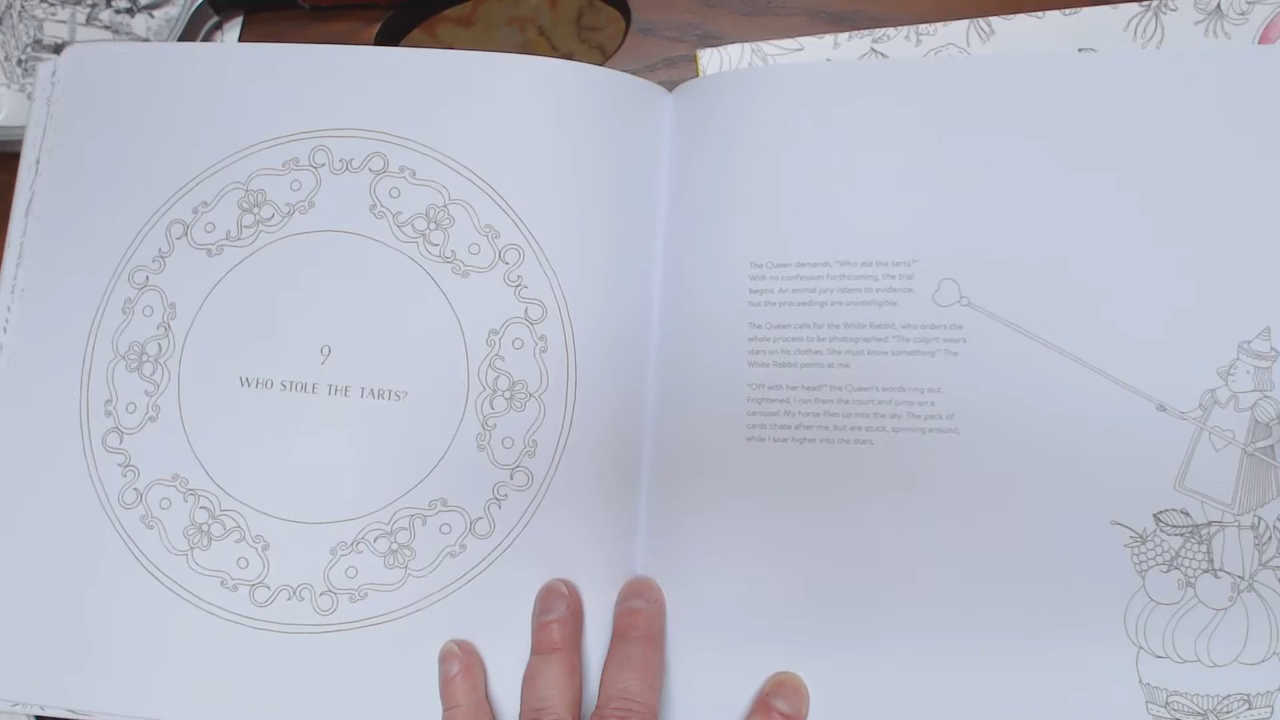 9
WHO STOLE THE TARTS?
The Queen demands, "Who ate the tarts?"
With no confession forthcoming, the trial
begins. An animal jury listens to evidence,
but the proceedings are unintelligible.
The Queen calls for the White Rabbit, who orders the
whole process to be photographed: "The culprit wears
stars on his clothes. She must know something!" The
White Rabbit points at me.
"Off with her head!" the Queen's words ring out.
Frightened, I run from the court and jump on a
carousel. My horse flies up into the sky. The pack of
cards chase after me, but are stuck, spinning around,
while I soar higher into the stars.